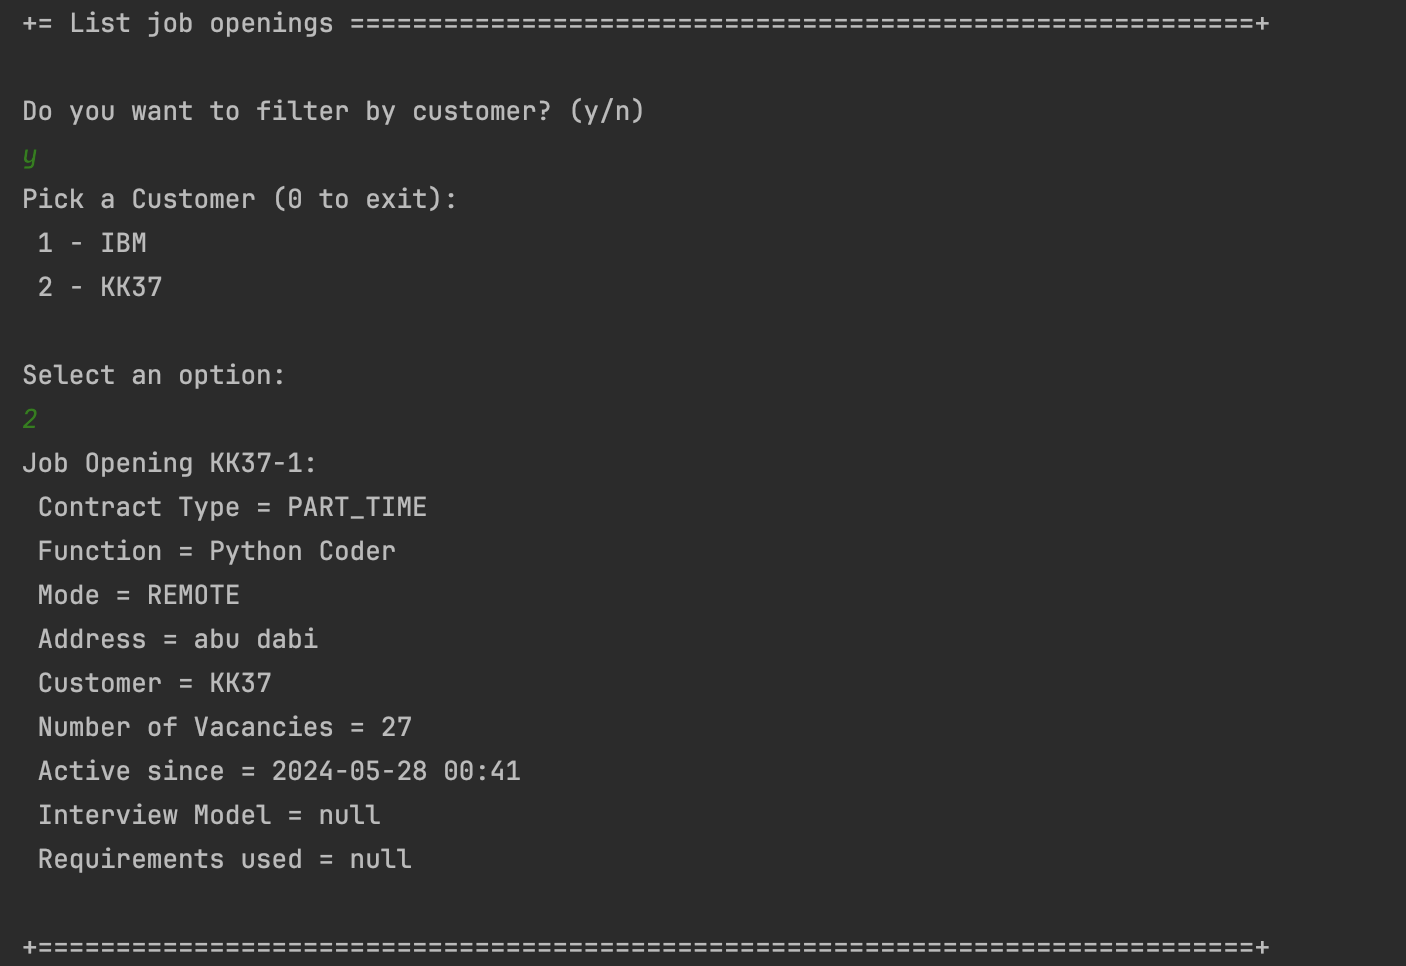 += List job openings ==========================================================+
Do you want to filter by customer? (y/n)
y
Pick a Customer (0 to exit):
1 - IBM
2 - KK37
Select an option:
2
Job Opening KK37-1:
Contract Type = PART_TIME
Function = Python Coder
Mode = REMOTE
Address = abu dabi
Customer = KK37
Number of Vacancies = 27
Active since = 2024-05-28 00:41
Interview Model = null
Requirements used = null
+==============================================================================+